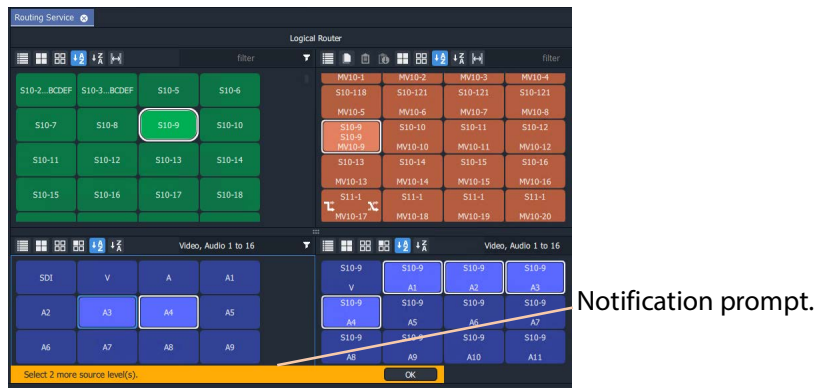 Routing Service
Logical Router
filter
filter
S10-2...BCDEF S10-3...BCDEF S10-5 S10-6
S10-7 S10-8 S10-9 S10-10
S10-11 S10-12 S10-13 S10-14
S10-15 S10-16 S10-17 S10-18
MV10-1 MV10-2 MV10-3 MV10-4
S10-118 S10-121 S10-121 S10-121
MV10-5 MV10-6 MV10-7 MV10-8
S10-9 S10-10 S10-11 S10-12
S10-9
MV10-9 MV10-10 MV10-11 MV10-12
S10-13 S10-14 S10-15 S10-16
MV10-13 MV10-14 MV10-15 MV10-16
S11-1 S11-1 S11-1 S11-1
MV10-17 MV10-18 MV10-19 MV10-20
Video, Audio 1 to 16
Video, Audio 1 to 16
SDI V A A1
A2 A3 A4 A5
A6 A7 A8 A9
S10-9 S10-9 S10-9 S10-9
V A1 A2 A3
S10-9 S10-9 S10-9 S10-9
A4 A5 A6 A7
S10-9 S10-9 S10-9 S10-9
A8 A9 A10 A11
Select 2 more source level(s).
OK
Notification prompt.